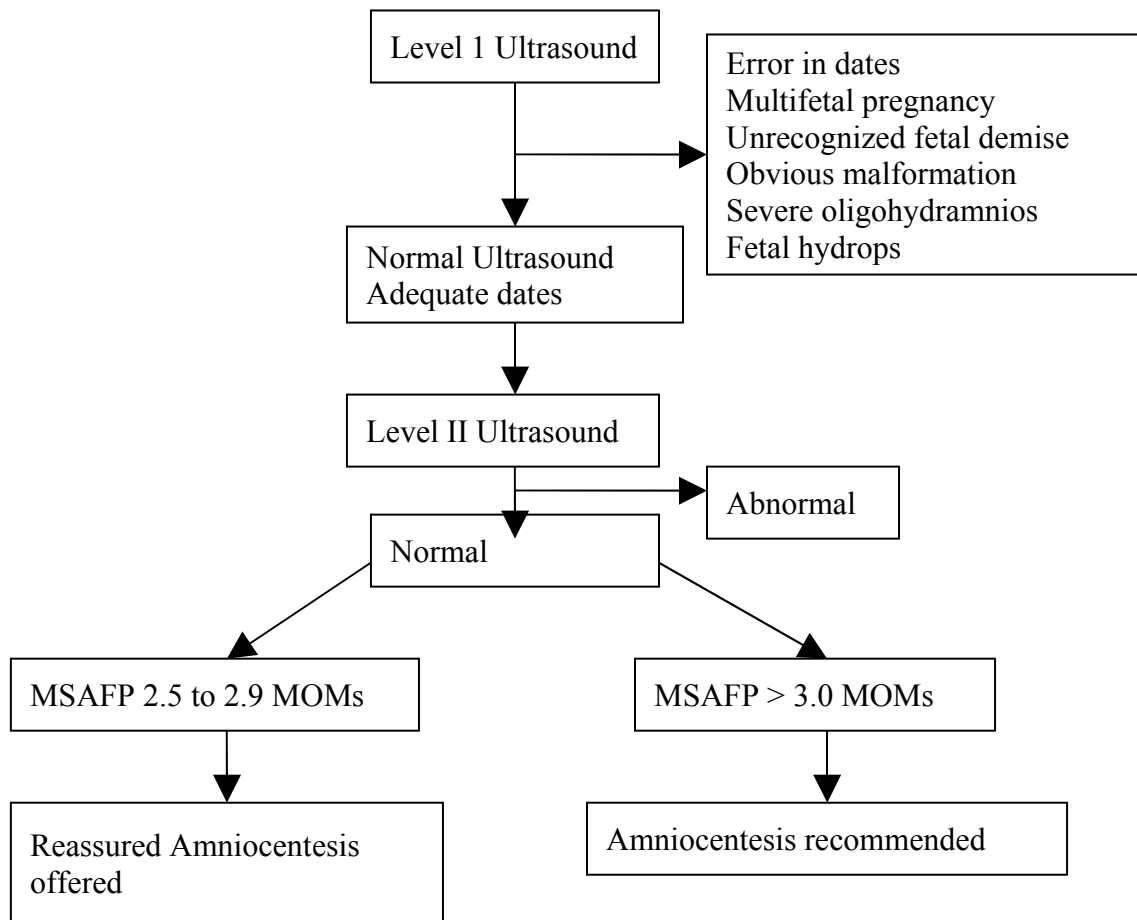 Level 1 Ultrasound
Error in dates
Multifetal pregnancy
Unrecognized fetal demise
Obvious malformation
Severe oligohydramnios
Fetal hydrops
Normal Ultrasound
Adequate dates
Level II Ultrasound
Abnormal
Normal
MSAFP 2.5 to 2.9 MOMs
MSAFP > 3.0 MOMs
Reassured Amniocentesis
offered
Amniocentesis recommended